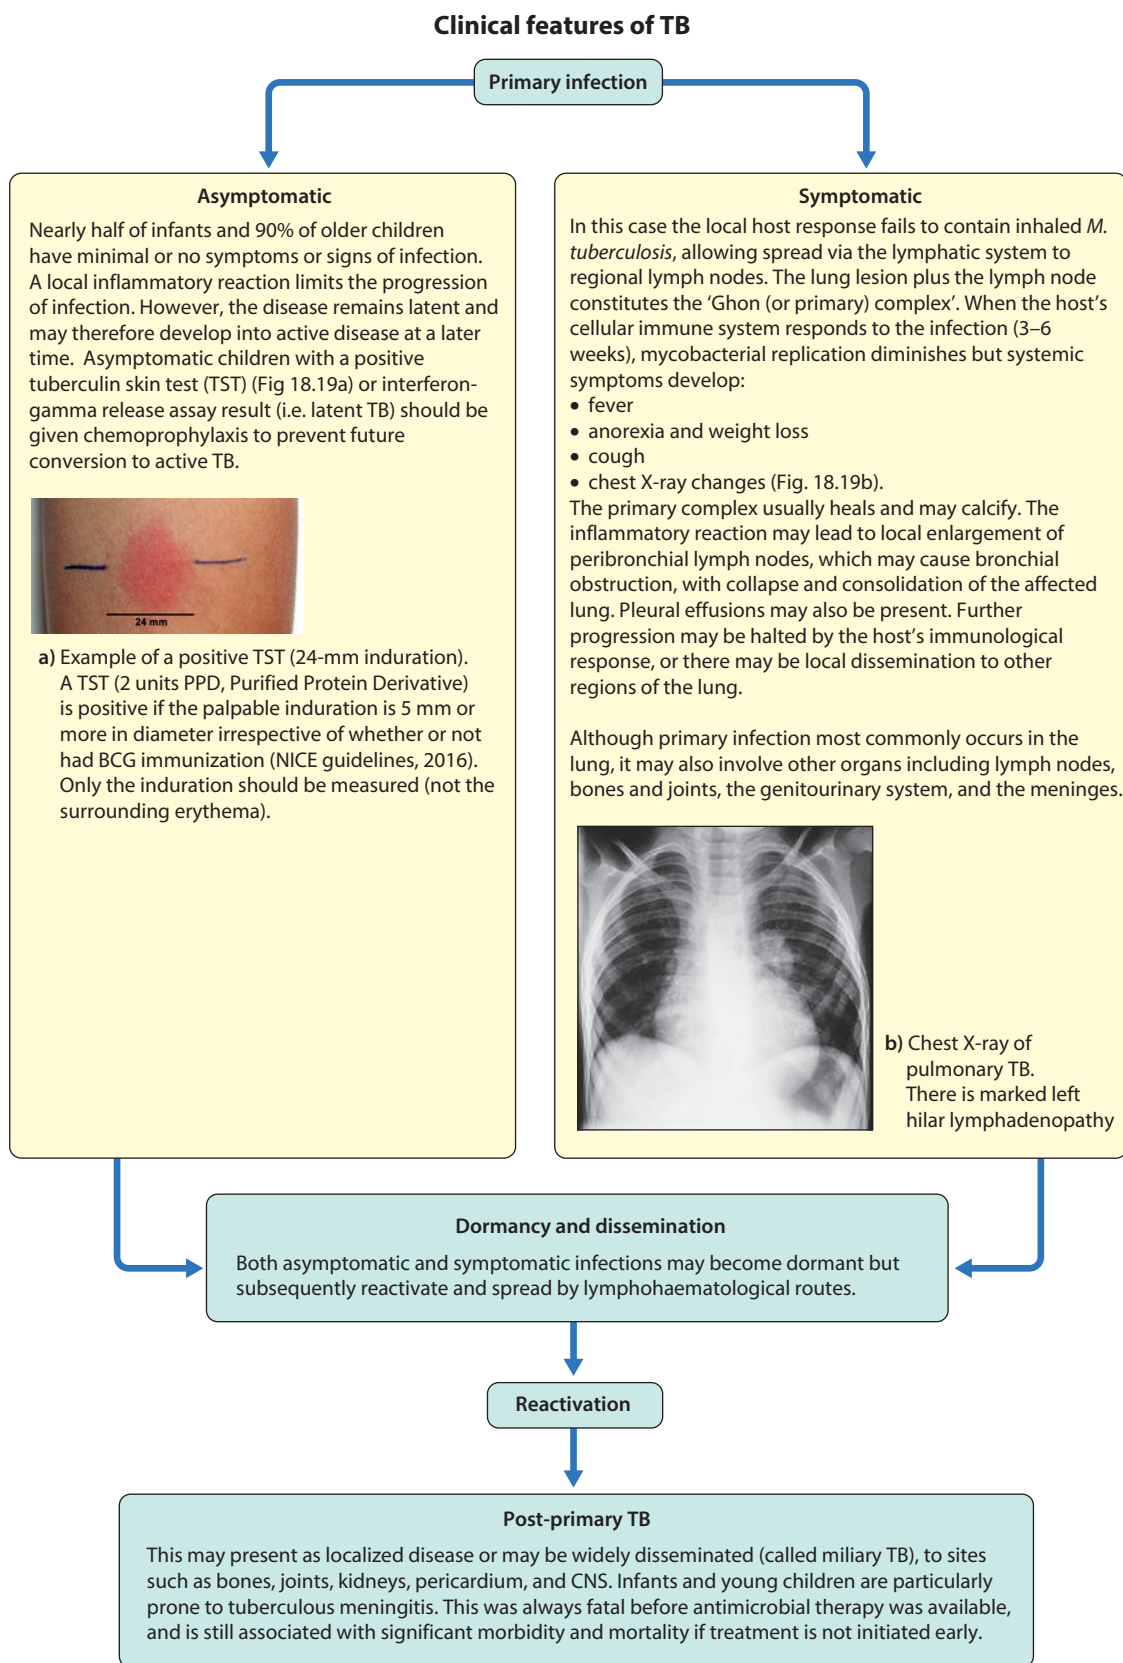 Clinical features of TB
Primary infection
Asymptomatic
Nearly half of infants and 90% of older children
have minimal or no symptoms or signs of infection.
A local inflammatory reaction limits the progression
of infection. However, the disease remains latent and
may therefore develop into active disease at a later
time.  Asymptomatic children with a positive
tuberculin skin test (TST) (Fig 18.19a) or interferon-
gamma release assay result (i.e. latent TB) should be
given chemoprophylaxis to prevent future
conversion to active TB.
24 mm
a) Example of a positive TST (24-mm induration).
A TST (2 units PPD, Purified Protein Derivative)
is positive if the palpable induration is 5 mm or
more in diameter irrespective of whether or not
had BCG immunization (NICE guidelines, 2016).
Only the induration should be measured (not the
surrounding erythema).
Symptomatic
In this case the local host response fails to contain inhaled M.
tuberculosis, allowing spread via the lymphatic system to
regional lymph nodes. The lung lesion plus the lymph node
constitutes the ‘Ghon (or primary) complex’. When the host’s
cellular immune system responds to the infection (3–6
weeks), mycobacterial replication diminishes but systemic
symptoms develop:
• fever
• anorexia and weight loss
• cough
• chest X-ray changes (Fig. 18.19b).
The primary complex usually heals and may calcify. The
inflammatory reaction may lead to local enlargement of
peribronchial lymph nodes, which may cause bronchial
obstruction, with collapse and consolidation of the affected
lung. Pleural effusions may also be present. Further
progression may be halted by the host’s immunological
response, or there may be local dissemination to other
regions of the lung.
Although primary infection most commonly occurs in the
lung, it may also involve other organs including lymph nodes,
bones and joints, the genitourinary system, and the meninges.
b) Chest X-ray of
pulmonary TB.
There is marked left
hilar lymphadenopathy
Dormancy and dissemination
Both asymptomatic and symptomatic infections may become dormant but
subsequently reactivate and spread by lymphohaematological routes.
Reactivation
Post-primary TB
This may present as localized disease or may be widely disseminated (called miliary TB), to sites
such as bones, joints, kidneys, pericardium, and CNS. Infants and young children are particularly
prone to tuberculous meningitis. This was always fatal before antimicrobial therapy was available,
and is still associated with significant morbidity and mortality if treatment is not initiated early.